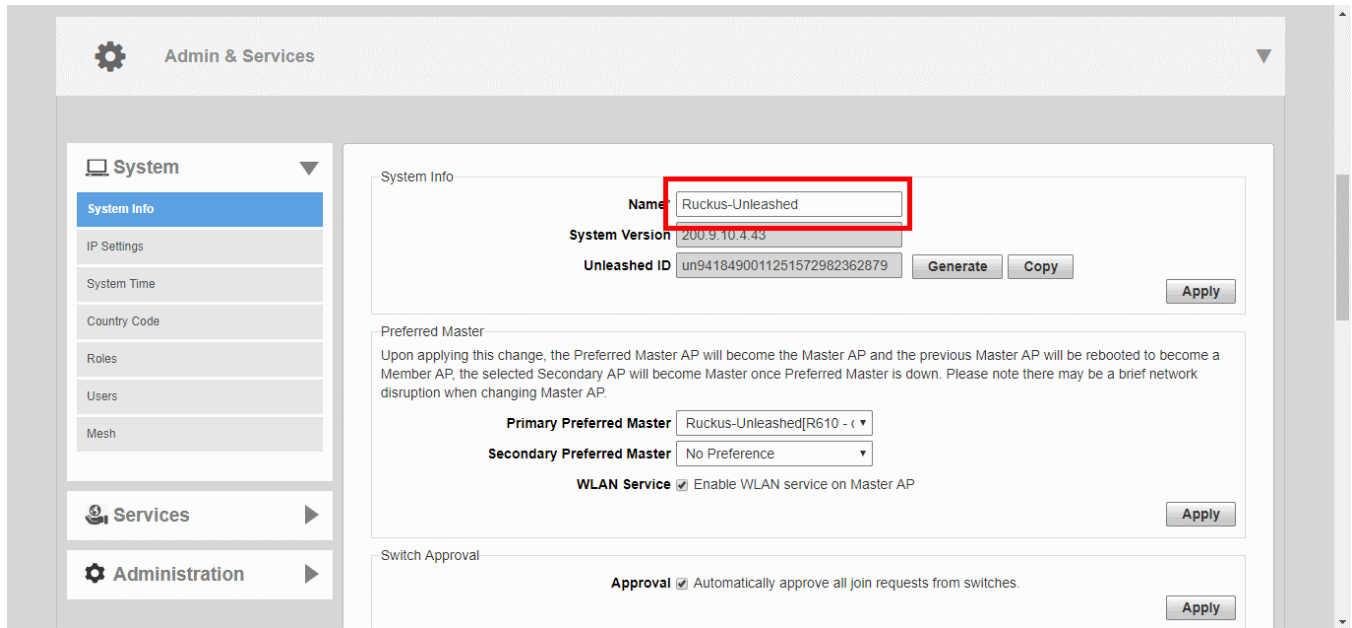 Admin & Services
System
System Info
IP Settings
System Time
Country Code
Roles
Users
Mesh
Services
Administration
System Info
Name* Ruckus-Unleashed
System Version 200.9.10.4.43
Unleashed ID un9418490011251572982362879 Generate Copy
Apply
Preferred Master
Upon applying this change, the Preferred Master AP will become the Master AP and the previous Master AP will be rebooted to become a
Member AP, the selected Secondary AP will become Master once Preferred Master is down. Please note there may be a brief network
disruption when changing Master AP.
Primary Preferred Master Ruckus-Unleashed[R610 - (
Secondary Preferred Master No Preference
WLAN Service Enable WLAN service on Master AP
Apply
Switch Approval
Approval Automatically approve all join requests from switches.
Apply